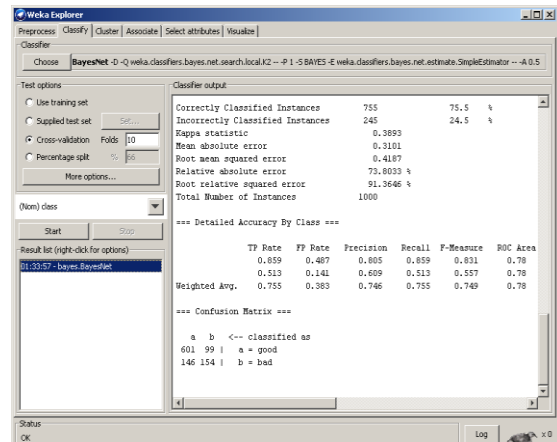 Weka Explorer
Preprocess Classify Cluster Associate Select attributes Visualize
Classifier
Choose BayesNet -D -Q weka.classifiers.bayes.net.search.local.K2 -- -P 1 -S BAYES -E weka.classifiers.bayes.net.estimate.SimpleEstimator -- -A 0.5
Test options
Use training set
Supplied test set Set...
Cross-validation Folds 10
Percentage split % 66
More options...
(Nom) class
Start Stop
Result list (right-click for options)
01:33:57 - bayes.BayesNet
Classifier output
Correctly Classified Instances 755 75.5 %
Incorrectly Classified Instances 245 24.5 %
Kappa statistic 0.3893
Mean absolute error 0.3101
Root mean squared error 0.4187
Relative absolute error 73.8033 %
Root relative squared error 91.3646 %
Total Number of Instances 1000
=== Detailed Accuracy By Class ===
TP Rate FP Rate Precision Recall F-Measure ROC Area
0.859 0.487 0.805 0.859 0.831 0.78
0.513 0.141 0.609 0.513 0.557 0.78
Weighted Avg. 0.755 0.383 0.746 0.755 0.749 0.78
=== Confusion Matrix ===
a b <-- classified as
601 99 | a = good
146 154 | b = bad
Status
OK
Log x 0